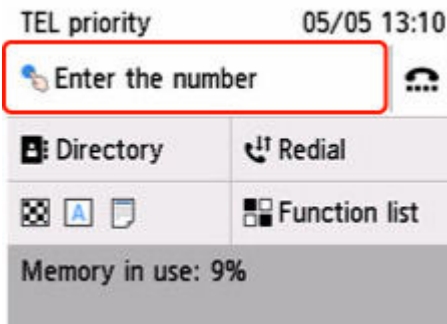 TEL priority 05/05 13:10
Enter the number
Directory Redial
A Function list
Memory in use: 9%